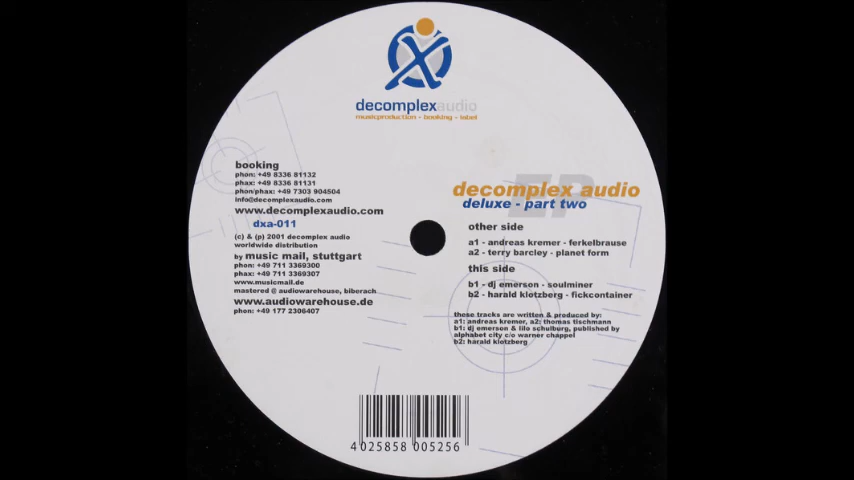 decomplexaudio
musicproduction - booking - label
booking
phon: +49 8336 81132
phax: +49 8336 81131
phon/phax: +49 7303 904504
info@decomplexaudio.com
www.decomplexaudio.com
dxa-011
(c) & (p) 2001 decomplex audio
worldwide distribution
by music mail, stuttgart
phon: +49 711 3369300
phax: +49 711 3369307
www.musicmail.de
mastered @ audiowarehouse, biberach
www.audiowarehouse.de
phon: +49 177 2306407
EP
decomplex audio
deluxe - part two
other side
a1 - andreas kremer - ferkelbrause
a2 - terry barcley - planet form
this side
b1 - dj emerson - soulminer
b2 - harald klotzberg - fickcontainer
these tracks are written & produced by:
a1: andreas kremer, a2: thomas tischmann
b1: dj emerson & lilo schulburg, published by
alphabet city c/o warner chappel
b2: harald klotzberg
4 025858 005256